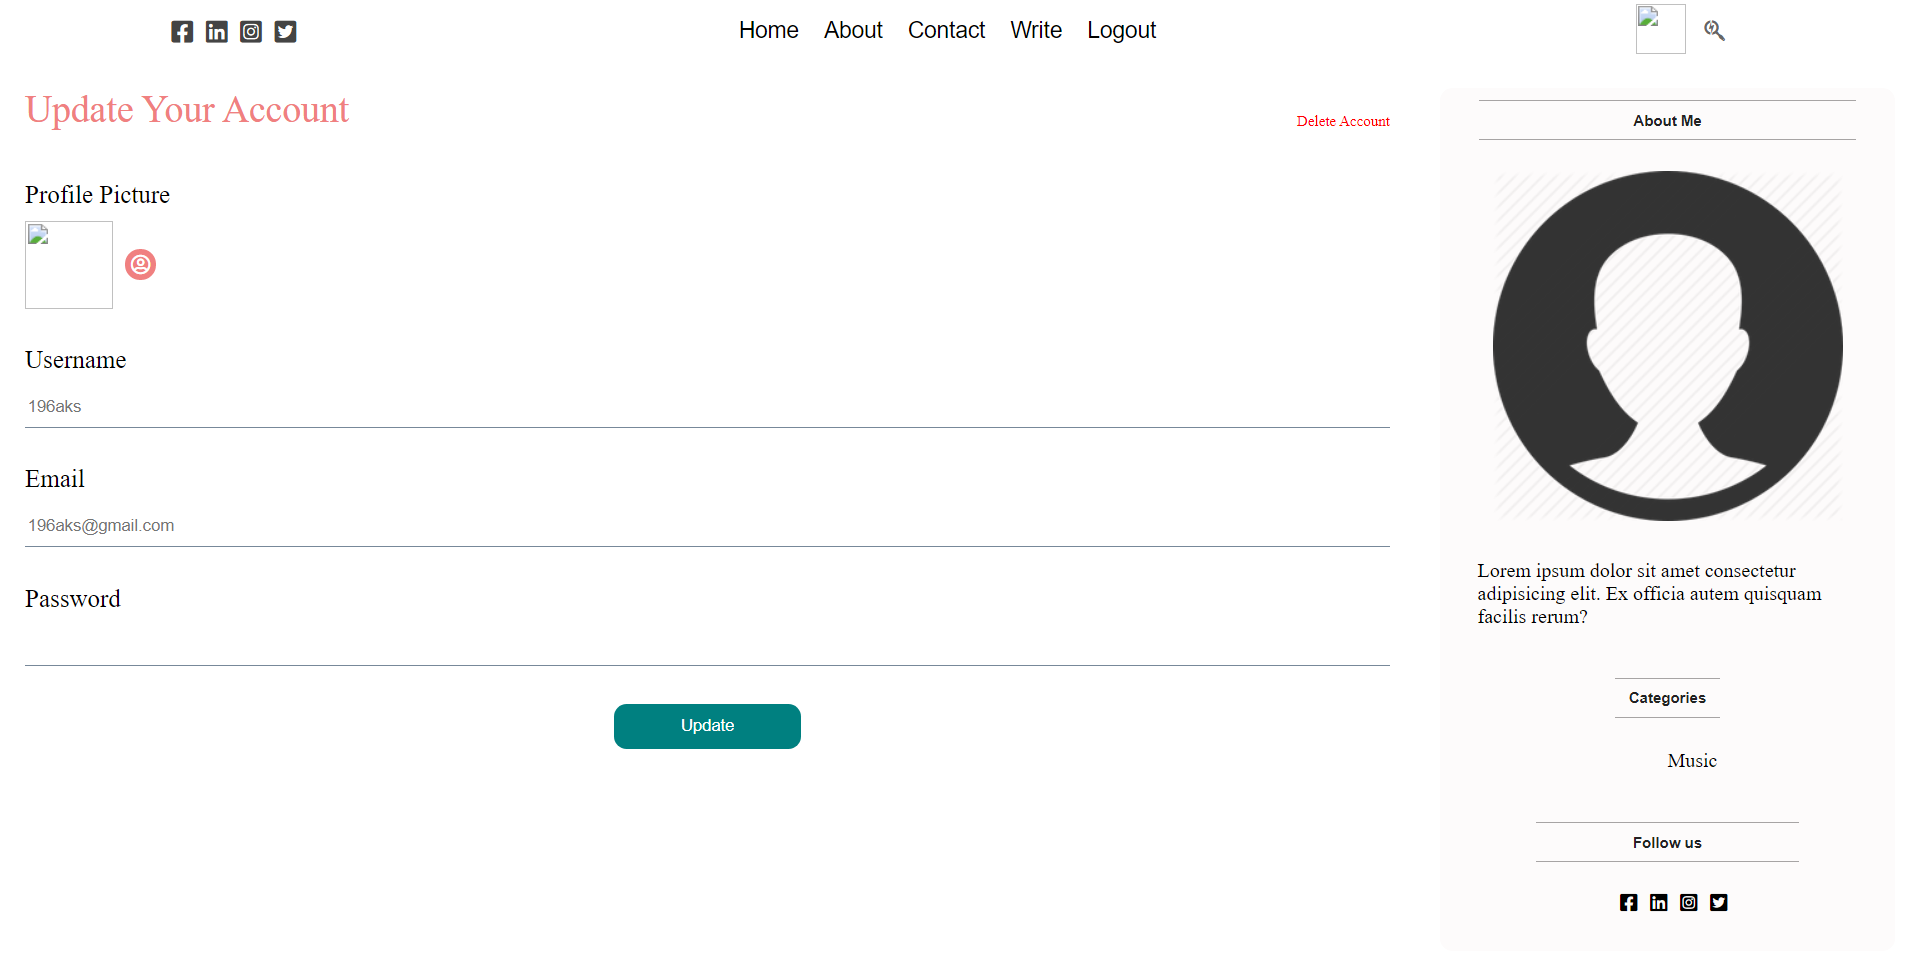 Home About Contact Write Logout
Update Your Account
Delete Account
Profile Picture
Username
196aks
Email
196aks@gmail.com
Password
Update
About Me
Lorem ipsum dolor sit amet consectetur
adipisicing elit. Ex officia autem quisquam
facilis rerum?
Categories
Music
Follow us